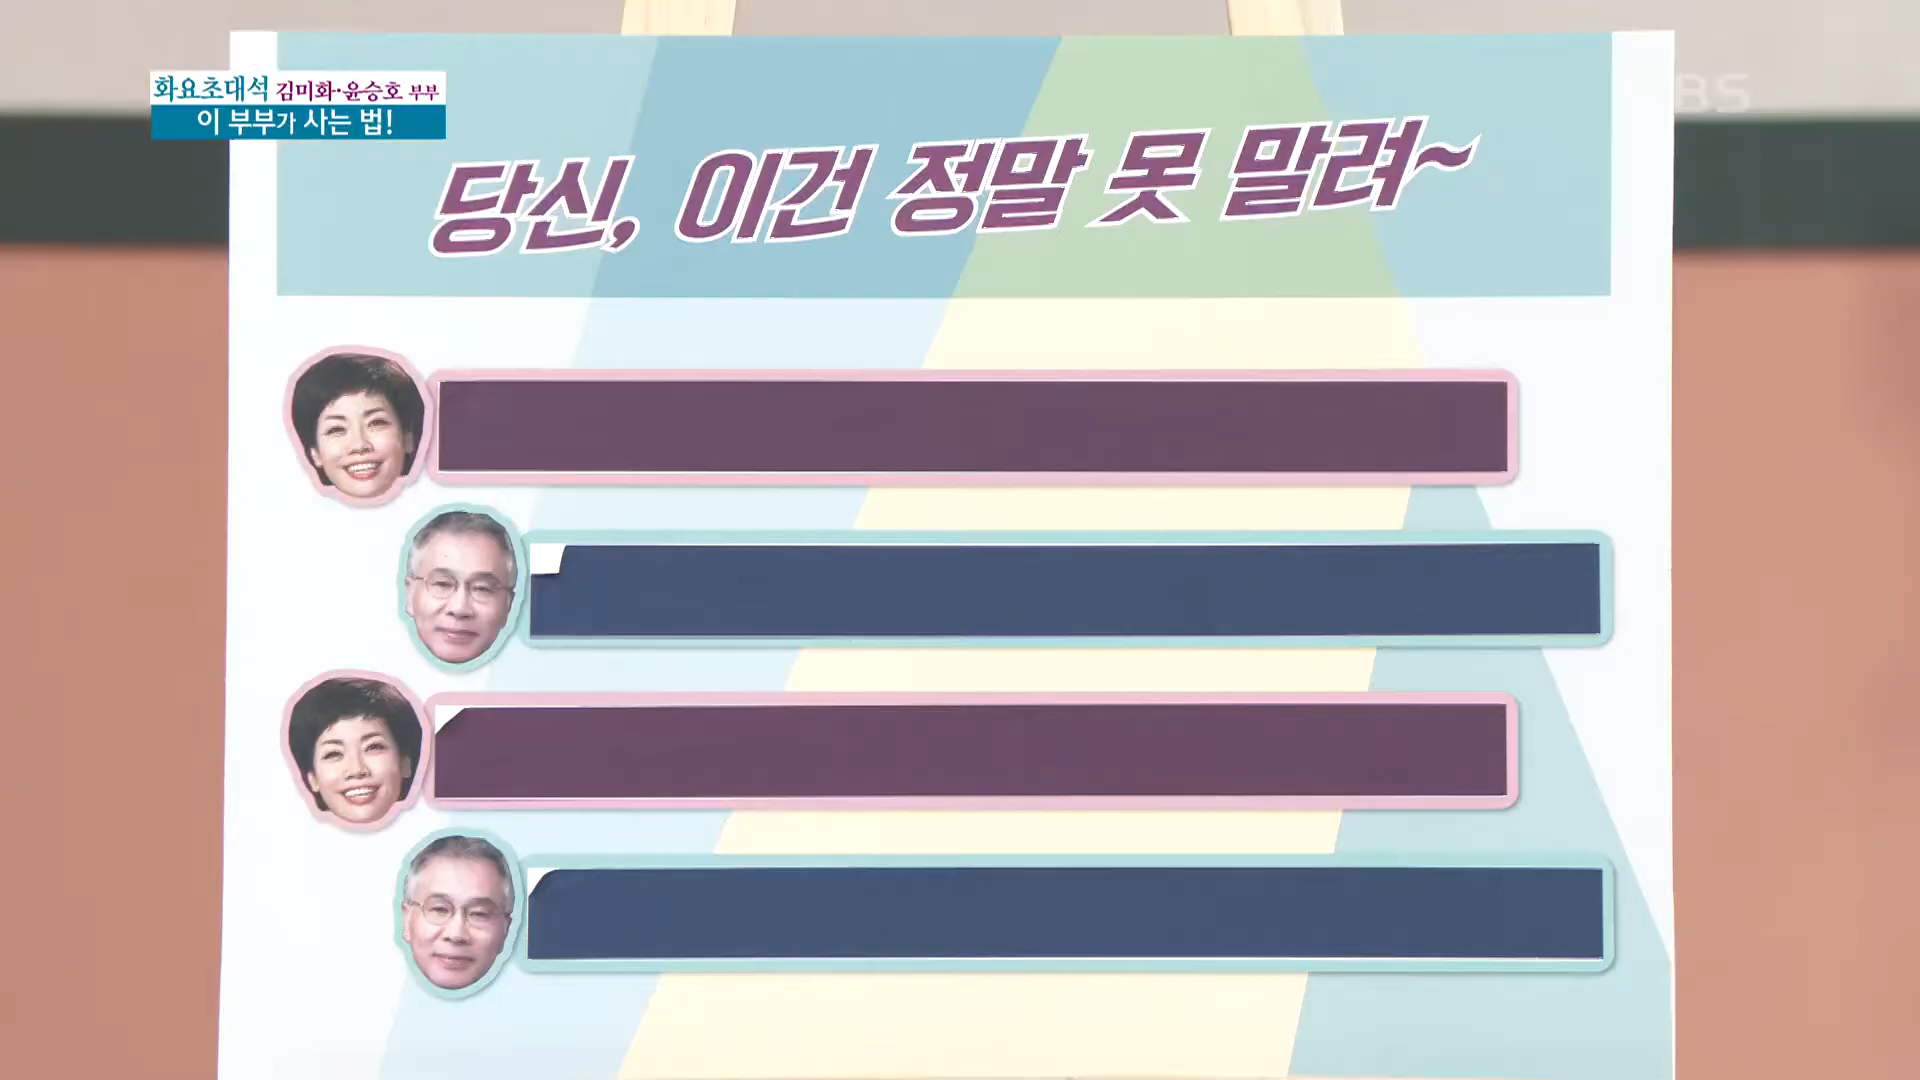 화요초대석 김미화·윤승호 부부
이 부부가 사는 법!
BS
당신, 이건 정말 못 말려~